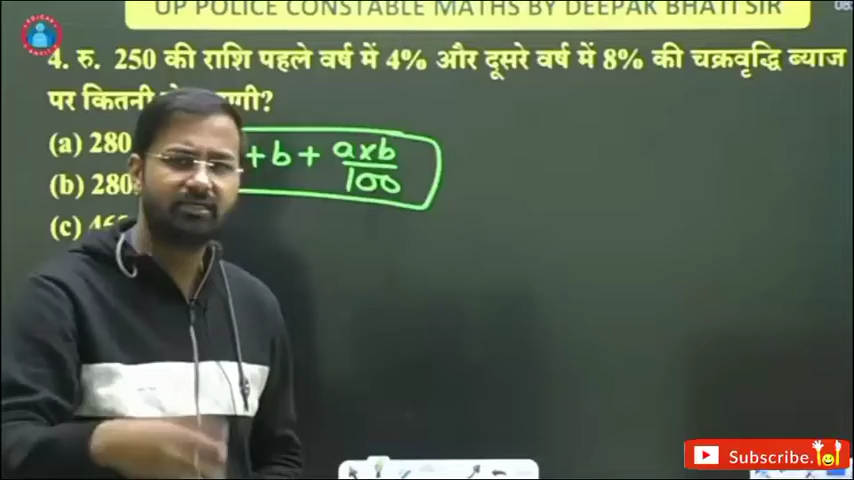 UP POLICE CONSTABLE MATHS BY DEEPAK BHATI SIR
4. रु. 250 की राशि पहले वर्ष में 4% और दूसरे वर्ष में 8% की चक्रवृद्धि ब्याज
पर कितनी
(a) 280
+ b + a×b/100
(b) 280
(c)
Subscribe.